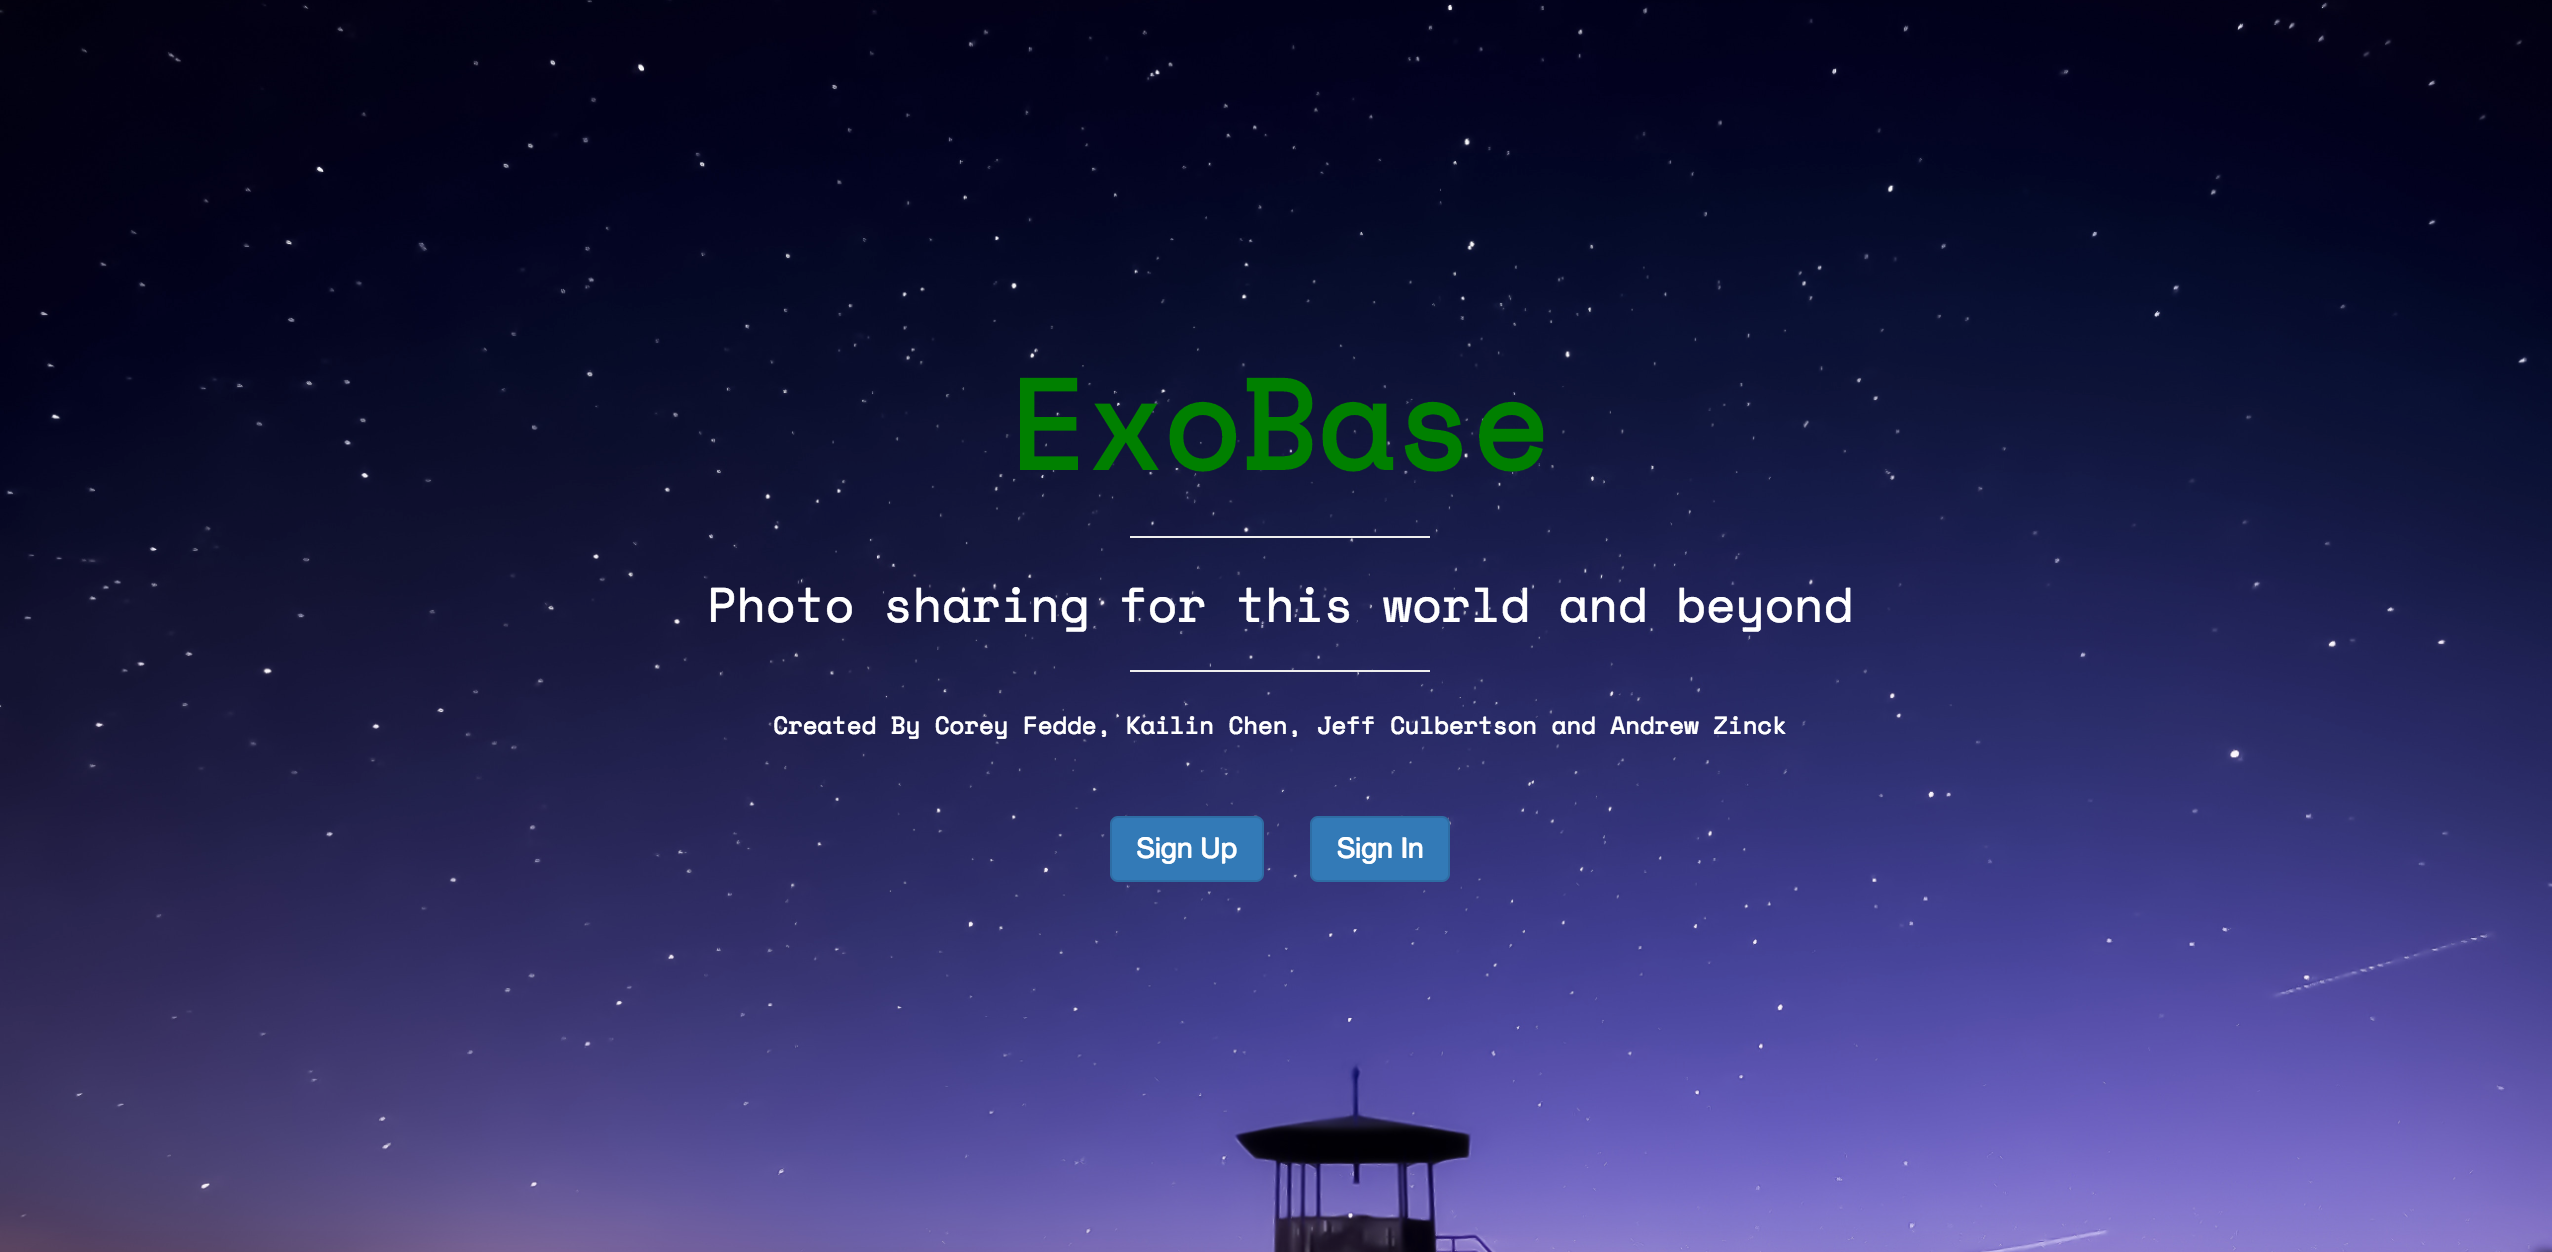 ExoBase
Photo sharing for this world and beyond
Created By Corey Fedde, Kailin Chen, Jeff Culbertson and Andrew Zinck
Sign Up
Sign In